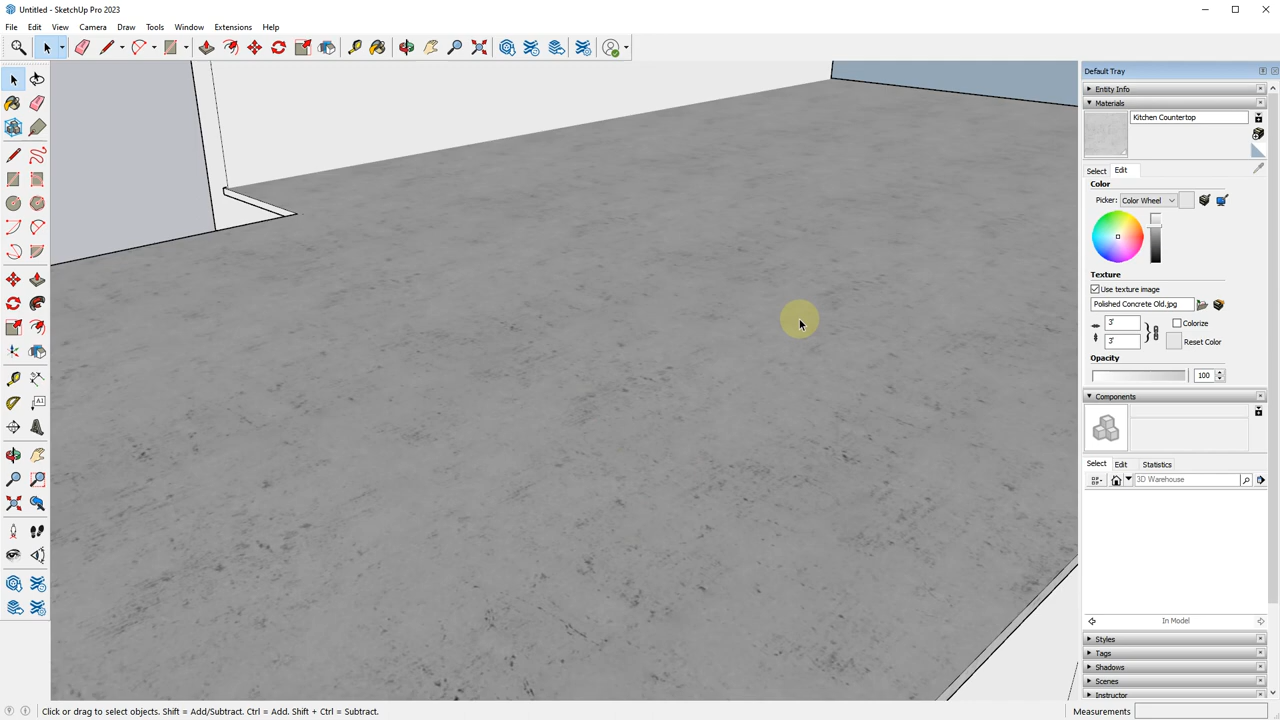 Untitled - SketchUp Pro 2023
File Edit View Camera Draw Tools Window Extensions Help
Default Tray
Entity Info
Materials
Kitchen Countertop
Select Edit
Color
Picker: Color Wheel
Texture
Use texture image
Polished Concrete Old.jpg
3'
Colorize
3'
Reset Color
Opacity
100
Components
Select Edit Statistics
3D Warehouse
In Model
Styles
Tags
Shadows
Scenes
Instructor
Click or drag to select objects. Shift = Add/Subtract. Ctrl = Add. Shift + Ctrl = Subtract.
Measurements